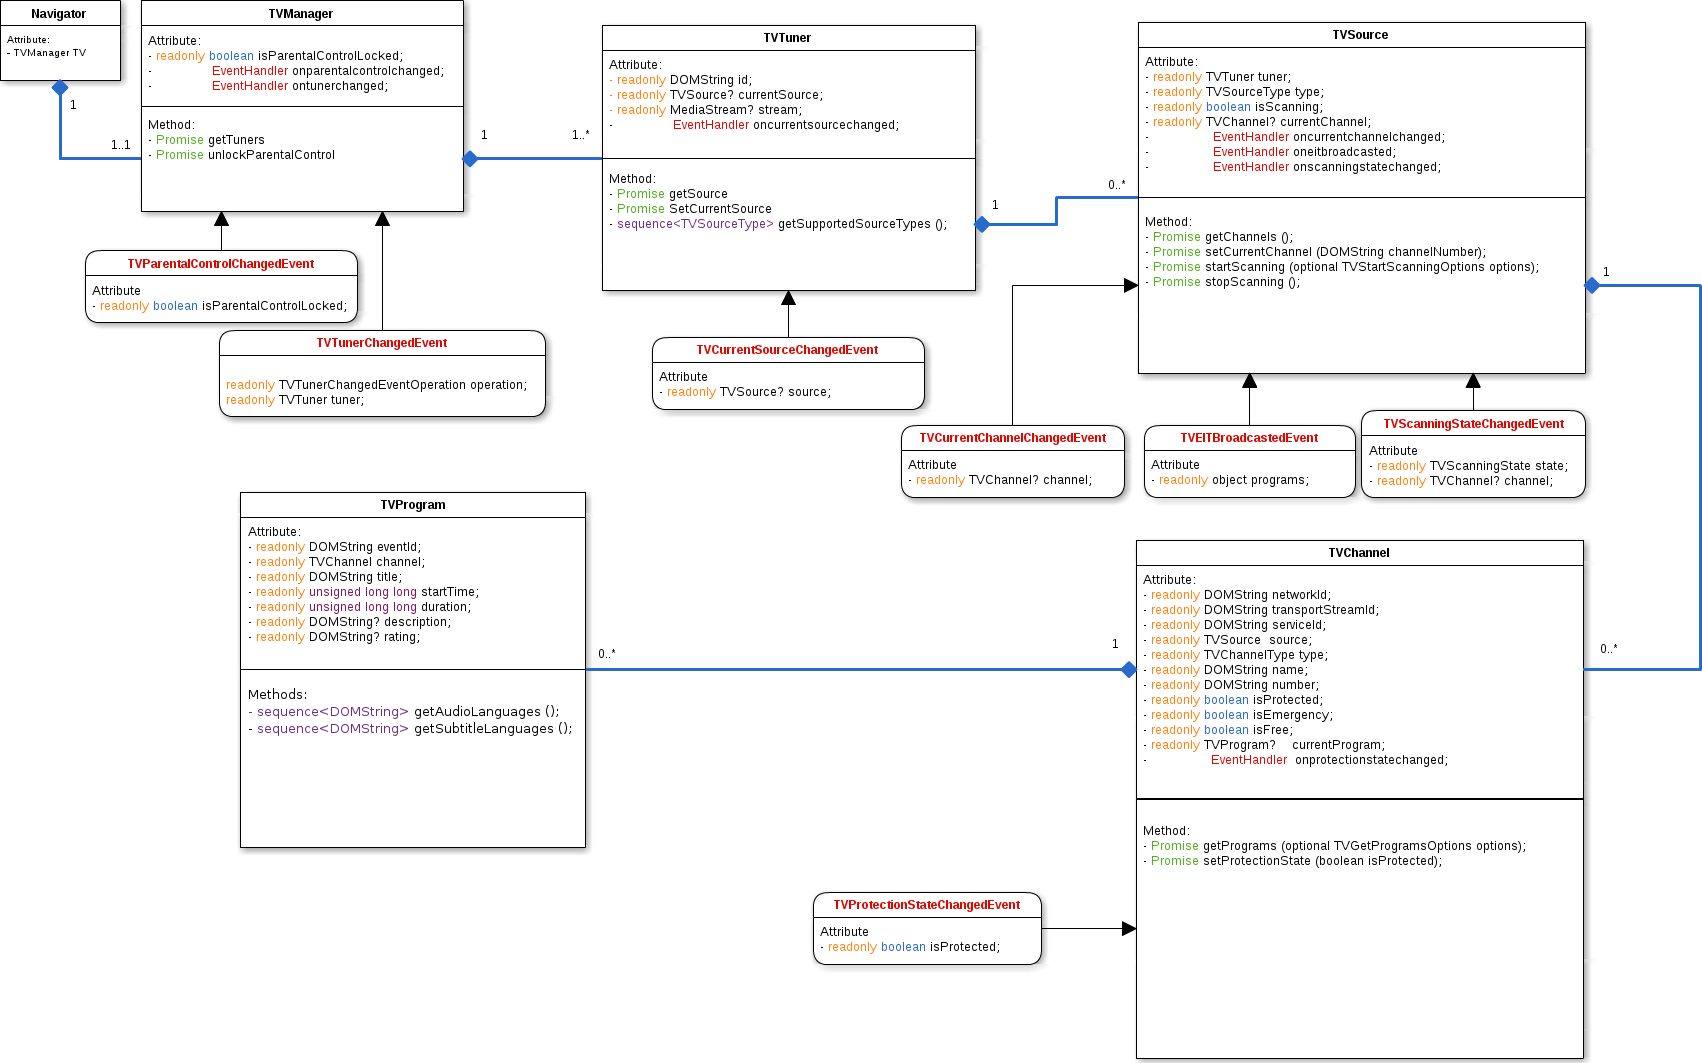 Navigator
Attribute:
- TVManager TV
1
1..1
TVManager
Attribute:
- readonly boolean isParentalControlLocked;
- EventHandler onparentalcontrolchanged;
- EventHandler ontunerchanged;
Method:
- Promise getTuners
- Promise unlockParentalControl
1
1..*
TVTuner
Attribute:
- readonly DOMString id;
- readonly TVSource? currentSource;
- readonly MediaStream? stream;
- EventHandler oncurrentsourcechanged;
Method:
- Promise getSource
- Promise SetCurrentSource
- sequence<TVSourceType> getSupportedSourceTypes ();
1
0..*
TVSource
Attribute:
- readonly TVTuner tuner;
- readonly TVSourceType type;
- readonly boolean isScanning;
- readonly TVChannel? currentChannel;
- EventHandler oncurrentchannelchanged;
- EventHandler oneitbroadcasted;
- EventHandler onscanningstatechanged;
Method:
- Promise getChannels ();
- Promise setCurrentChannel (DOMString channelNumber);
- Promise startScanning (optional TVStartScanningOptions options);
- Promise stopScanning ();
1
TVParentalControlChangedEvent
Attribute
- readonly boolean isParentalControlLocked;
TVTunerChangedEvent
readonly TVTunerChangedEventOperation operation;
readonly TVTuner tuner;
TVCurrentSourceChangedEvent
Attribute
- readonly TVSource? source;
TVCurrentChannelChangedEvent
Attribute
- readonly TVChannel? channel;
TVEITBroadcastedEvent
Attribute
- readonly object programs;
TVScanningStateChangedEvent
Attribute
- readonly TVScanningState state;
- readonly TVChannel? channel;
TVProgram
Attribute:
- readonly DOMString eventId;
- readonly TVChannel channel;
- readonly DOMString title;
- readonly unsigned long long startTime;
- readonly unsigned long long duration;
- readonly DOMString? description;
- readonly DOMString? rating;
Methods:
- sequence<DOMString> getAudioLanguages ();
- sequence<DOMString> getSubtitleLanguages ();
0..*
1
TVChannel
Attribute:
- readonly DOMString networkId;
- readonly DOMString transportStreamId;
- readonly DOMString serviceId;
- readonly TVSource source;
- readonly TVChannelType type;
- readonly DOMString name;
- readonly DOMString number;
- readonly boolean isProtected;
- readonly boolean isEmergency;
- readonly boolean isFree;
- readonly TVProgram? currentProgram;
- EventHandler onprotectionstatechanged;
Method:
- Promise getPrograms (optional TVGetProgramsOptions options);
- Promise setProtectionState (boolean isProtected);
0..*
TVProtectionStateChangedEvent
Attribute
- readonly boolean isProtected;